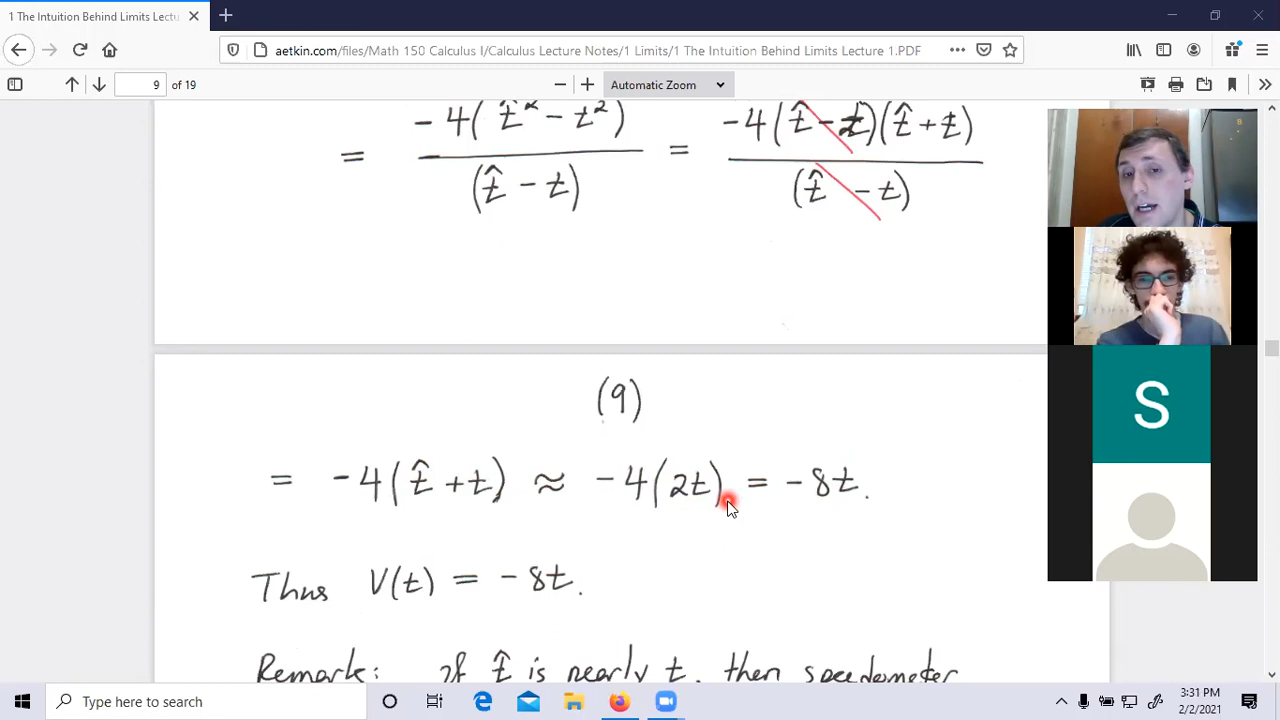 1 The Intuition Behind Limits Lectu
aetkin.com/files/Math 150 Calculus I/Calculus Lecture Notes/1 Limits/1 The Intuition Behind Limits Lecture 1.PDF
9 of 19
Automatic Zoom
= -4(t̂² - t²) / (t̂ - t) = -4(t̂ - t)(t̂ + t) / (t̂ - t)
(9)
= -4(t̂ + t) ≈ -4(2t) = -8t.
Thus V(t) = -8t.
Remark: If t̂ is nearly t, then speedometer
S
Type here to search
3:31 PM
2/2/2021